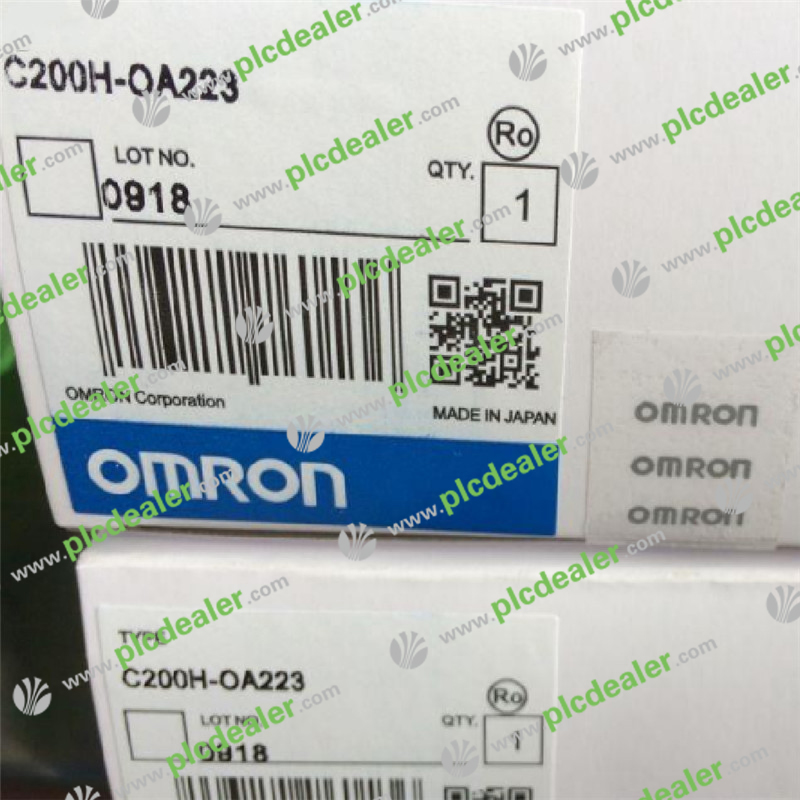 C200H-OA223
Ro
LOT NO.
QTY.
0918
1
OMRON Corporation
MADE IN JAPAN
OMRON
OMRON
OMRON
OMRON
TYPE
C200H-OA223
Ro
LOT NO
QTY.
0918
1
www.plcdealer.com